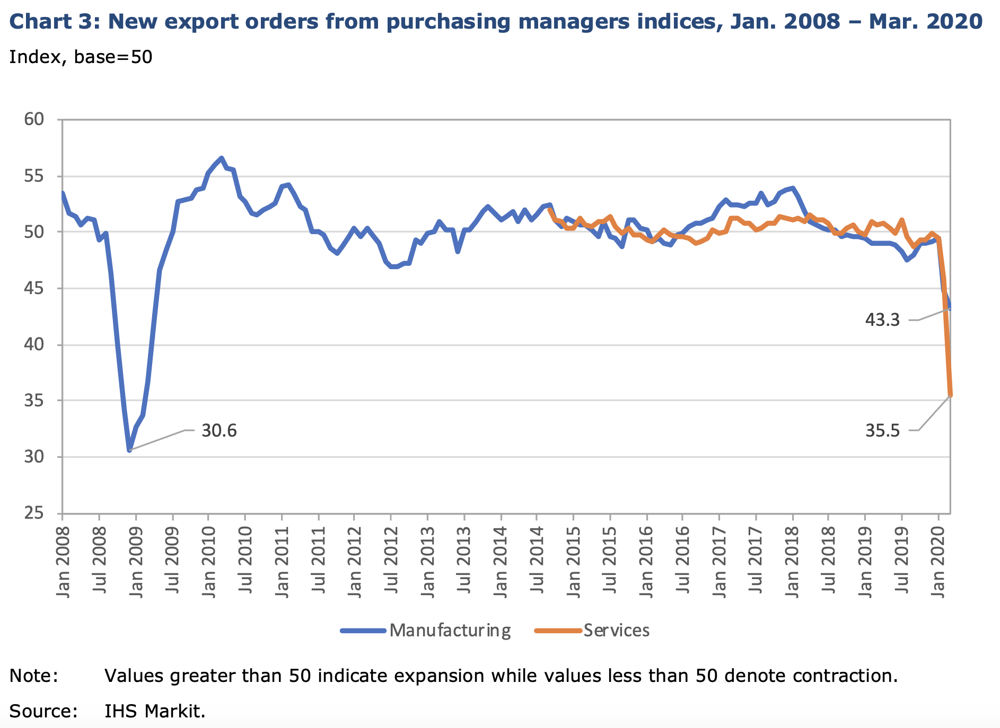 Chart 3: New export orders from purchasing managers indices, Jan. 2008 – Mar. 2020
Index, base=50
60
55
50
45
40
35
30
25
43.3
30.6
35.5
Jan 2008
Jul 2008
Jan 2009
Jul 2009
Jan 2010
Jul 2010
Jan 2011
Jul 2011
Jan 2012
Jul 2012
Jan 2013
Jul 2013
Jan 2014
Jul 2014
Jan 2015
Jul 2015
Jan 2016
Jul 2016
Jan 2017
Jul 2017
Jan 2018
Jul 2018
Jan 2019
Jul 2019
Jan 2020
Manufacturing Services
Note: Values greater than 50 indicate expansion while values less than 50 denote contraction.
Source: IHS Markit.